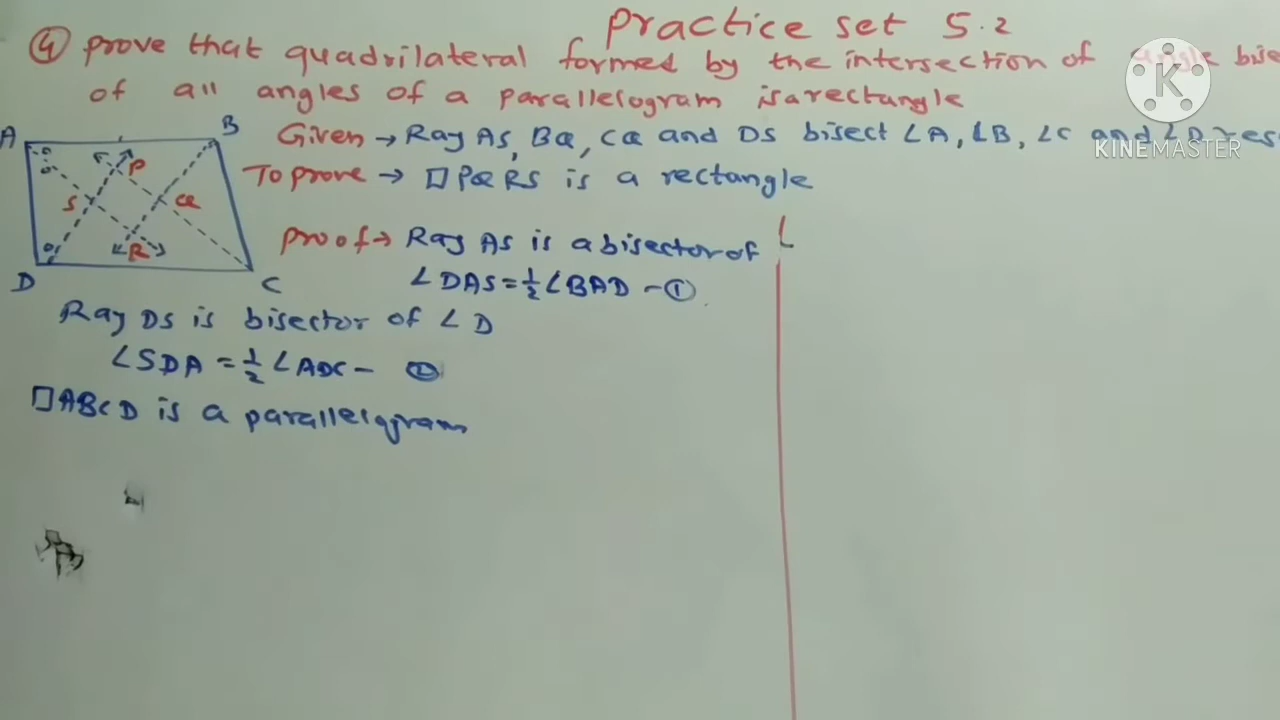 Practice set 5.2
④ prove that quadrilateral formed by the intersection of angle bise
of all angles of a parallelogram is a rectangle
A B
Given → Ray AS, BQ, CQ and DS bisect ∠A, ∠B, ∠C and ∠D res
K
KINEMASTER
To prove → □ PQRS is a rectangle
P
S Q
R
D C
Proof → Ray AS is a bisector of ∠
∠DAS = 1/2 ∠BAD - ①
Ray DS is bisector of ∠D
∠SDA = 1/2 ∠ADC - ②
□ABCD is a parallelogram